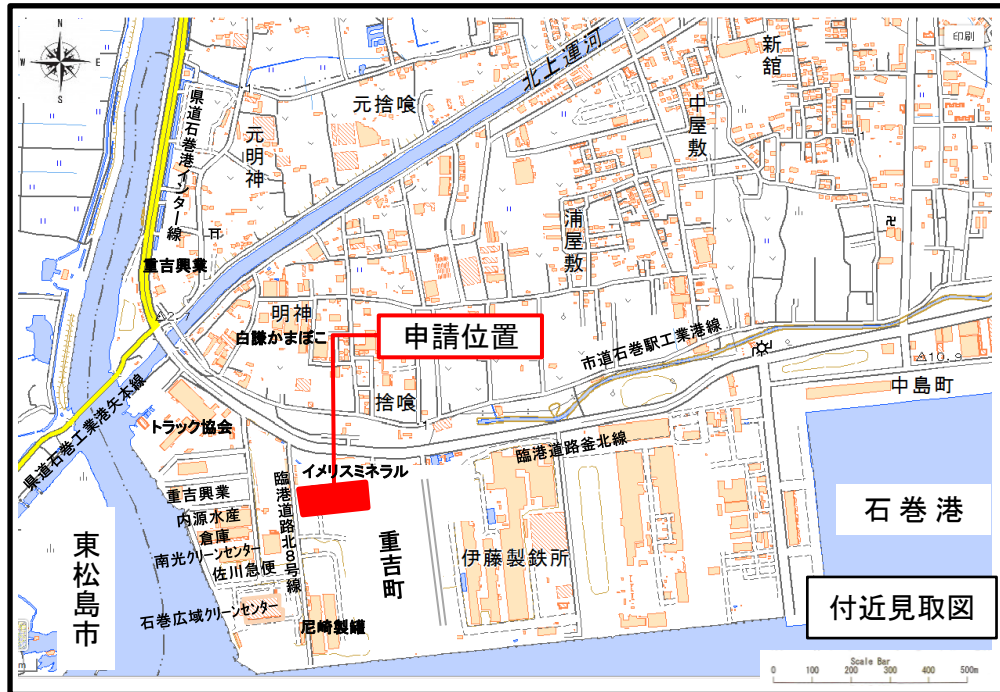 N
W
E
S
印刷
新舘
北上運河
元捨喰
中屋敷
県道石巻港インター線
元明神
浦屋敷
卍
重吉興業
2.7
明神
白謙かまぼこ
申請位置
市道石巻駅工業港線
10.9
中島町
捨喰
県道石巻工業港矢本線
トラック協会
臨港道路釜北線
イメリスミネラル
臨港道路北8号線
重吉興業
内源水産
倉庫
南光クリーンセンター
佐川急便
重吉町
伊藤製鉄所
石巻港
東松島市
石巻広域クリーンセンター
尼崎製罐
付近見取図
m
Scale Bar
0 100 200 300 400 500m